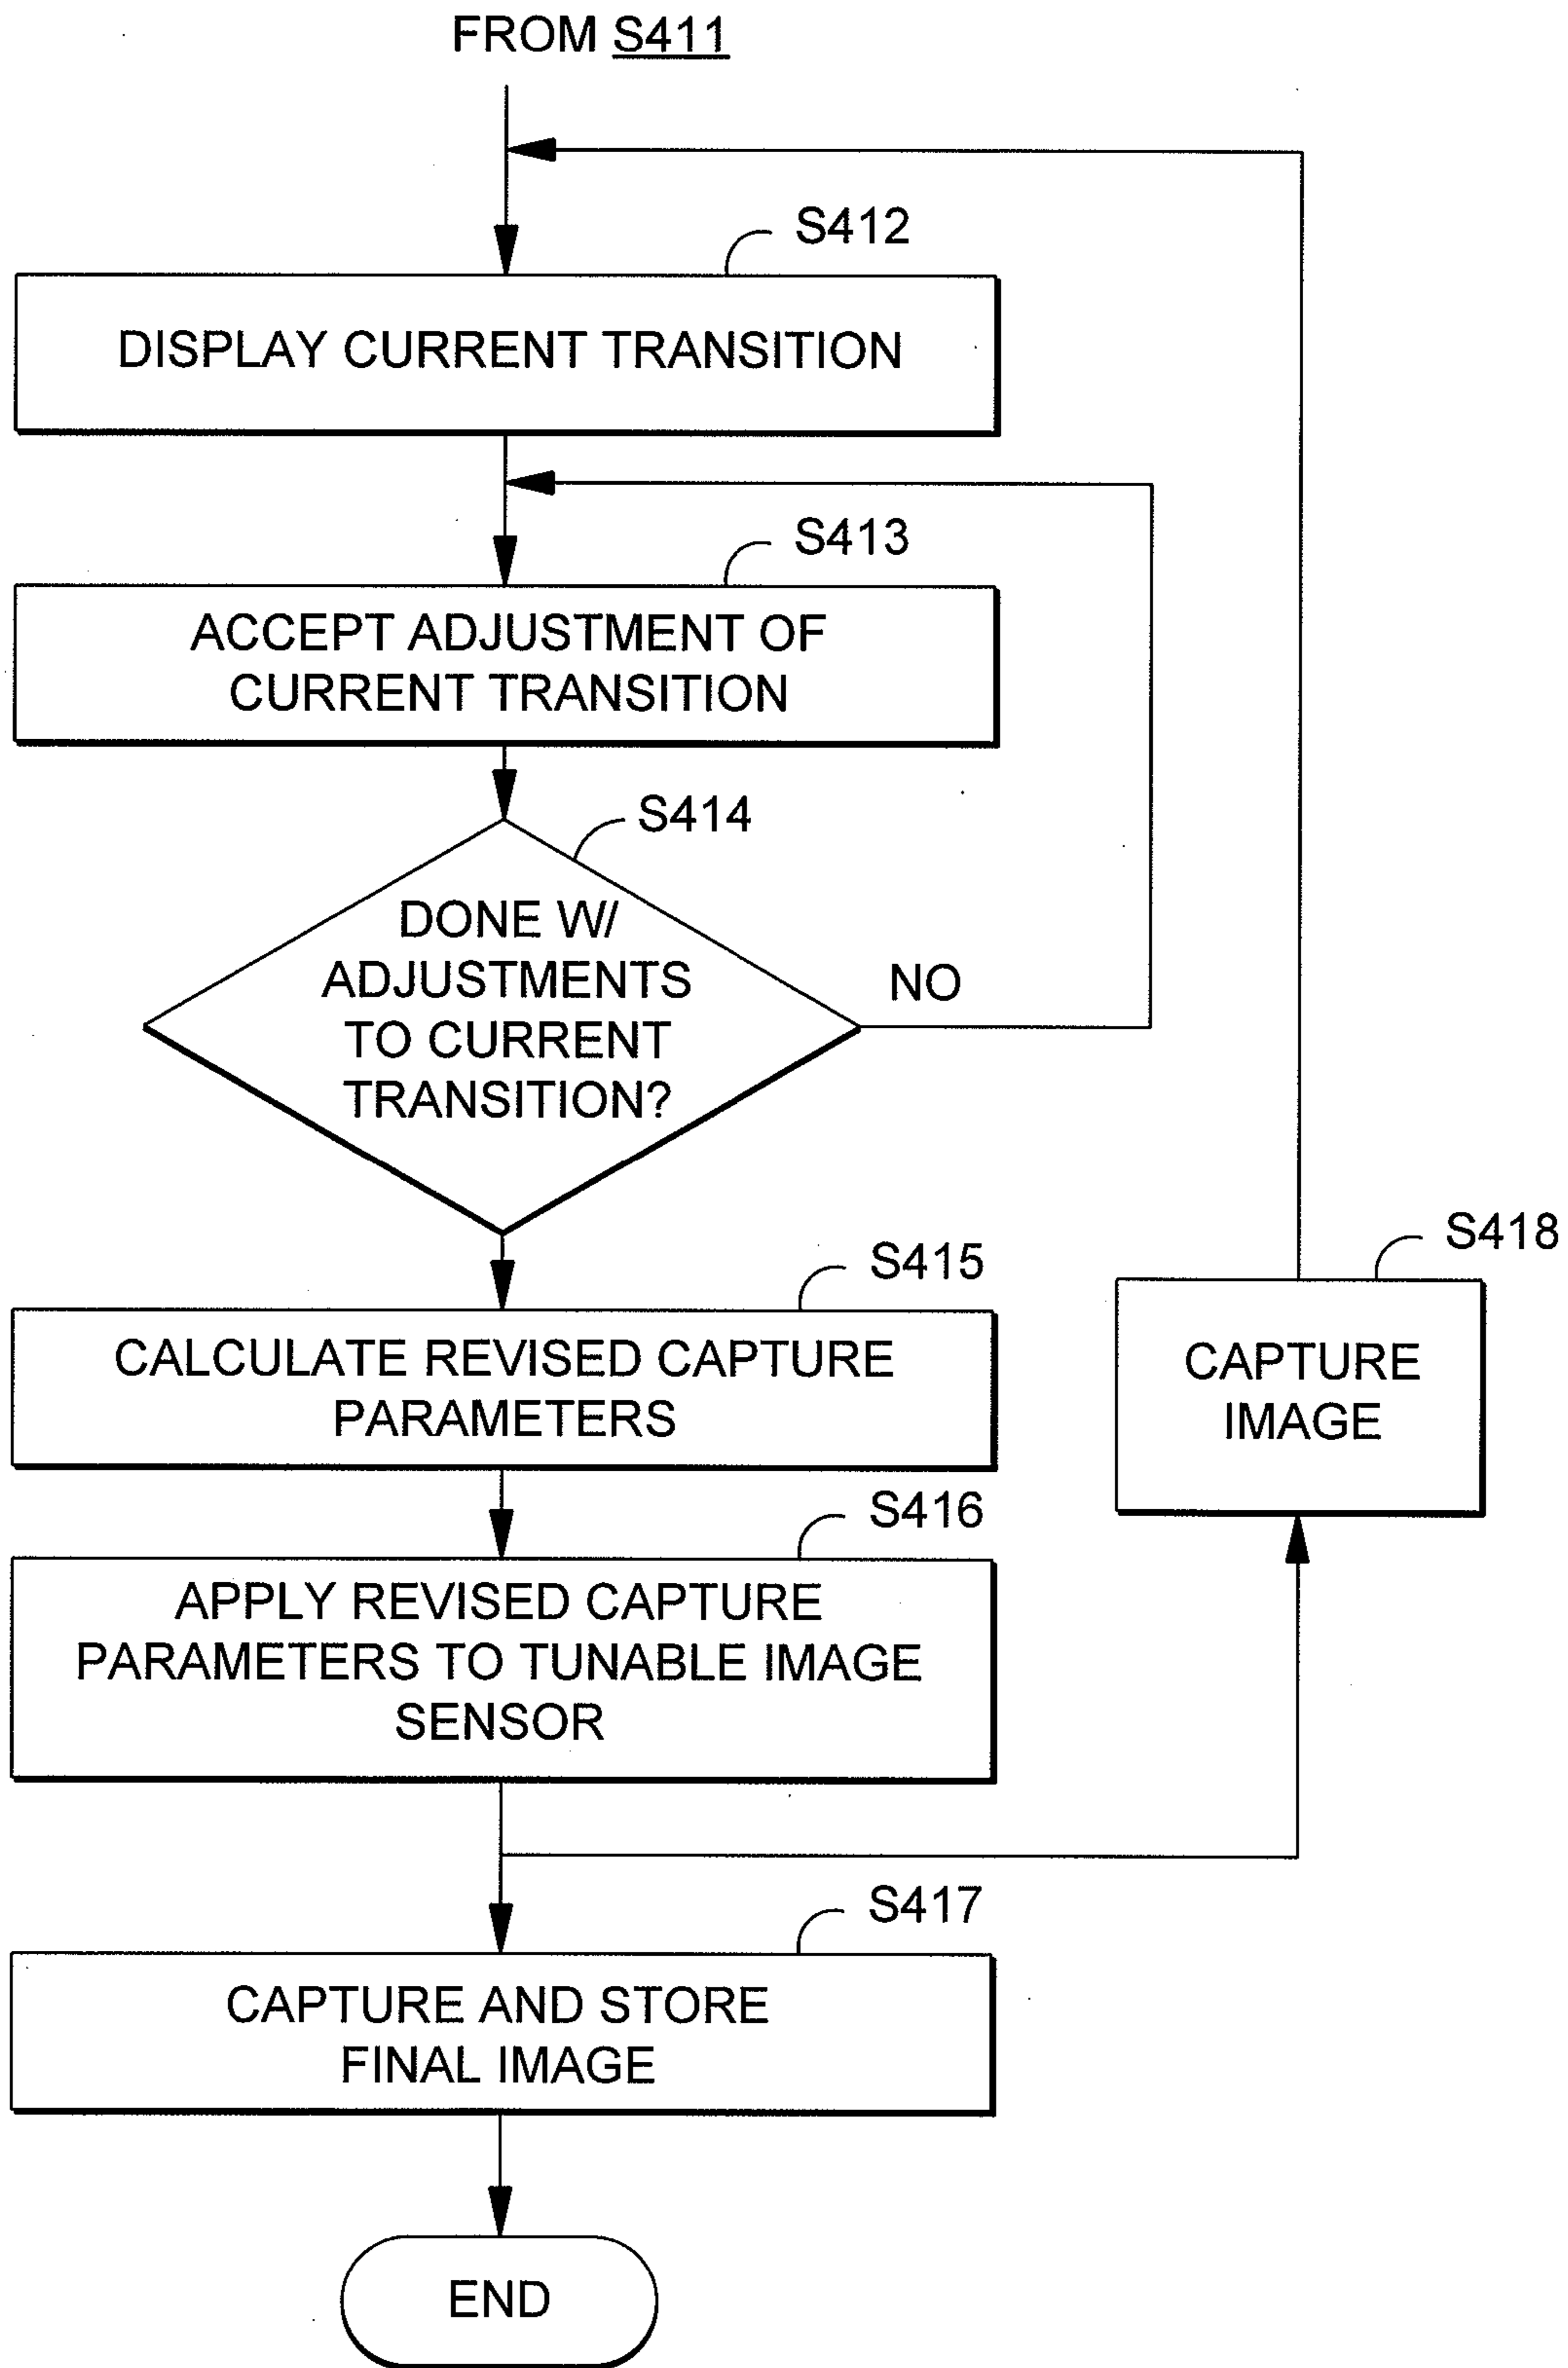 FROM S411
S412
DISPLAY CURRENT TRANSITION
S413
ACCEPT ADJUSTMENT OF
CURRENT TRANSITION
S414
DONE W/
ADJUSTMENTS
TO CURRENT
TRANSITION?
NO
S415
CALCULATE REVISED CAPTURE
PARAMETERS
S418
CAPTURE
IMAGE
S416
APPLY REVISED CAPTURE
PARAMETERS TO TUNABLE IMAGE
SENSOR
S417
CAPTURE AND STORE
FINAL IMAGE
END